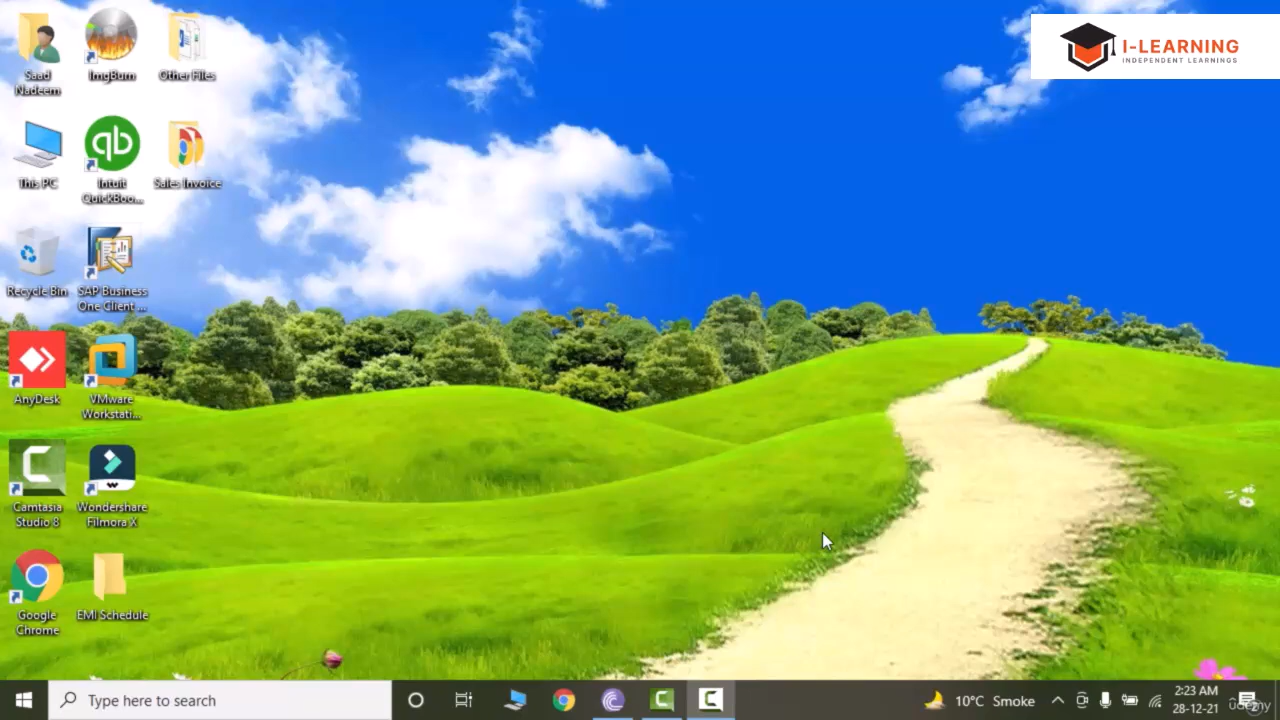 I-LEARNING
INDEPENDENT LEARNINGS
Saad
Nadeem
ImgBurn
Other Files
This PC
Intuit
QuickBoo...
Sales Invoice
Recycle Bin
SAP Business
One Client ...
AnyDesk
VMware
Workstati...
Camtasia
Studio 8
Wondershare
Filmora X
Google
Chrome
EMI Schedule
Type here to search
10°C Smoke
2:23 AM
28-12-21
udemy
2